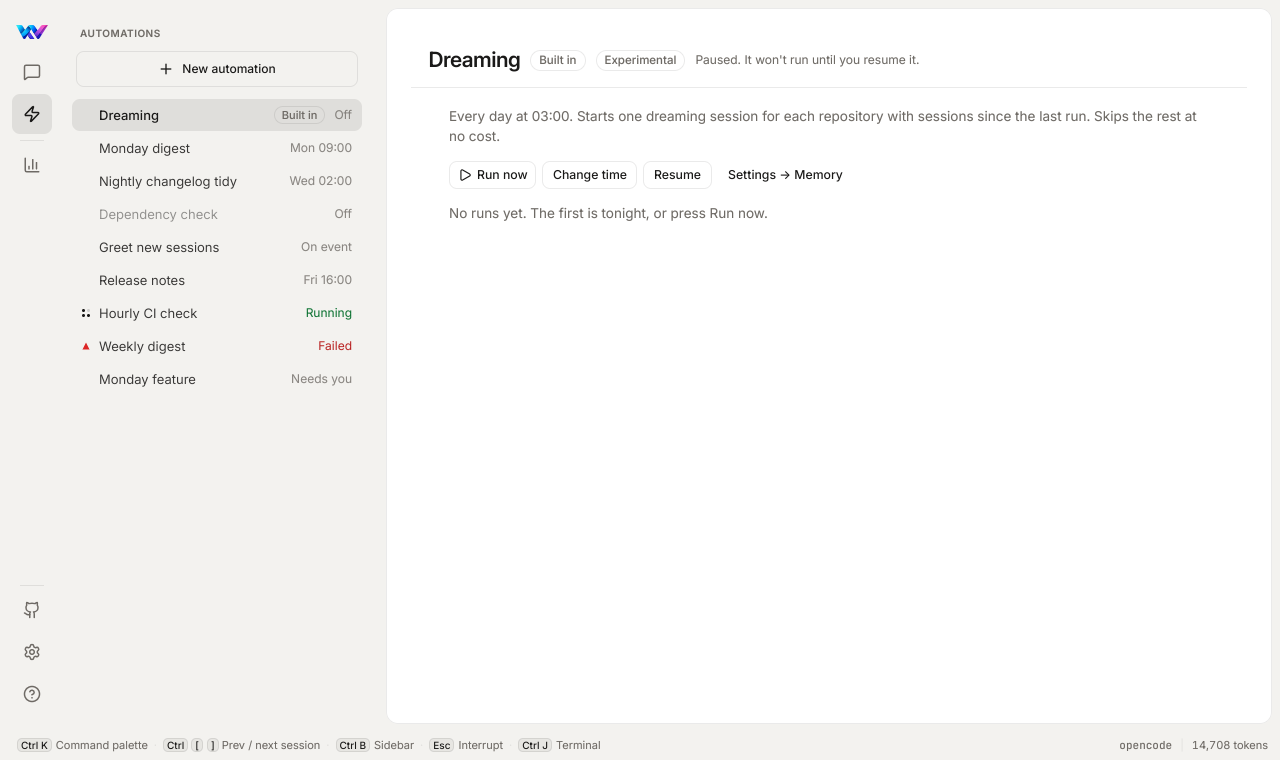 AUTOMATIONS
New automation
Dreaming Built in Off
Monday digest Mon 09:00
Nightly changelog tidy Wed 02:00
Dependency check Off
Greet new sessions On event
Release notes Fri 16:00
Hourly CI check Running
Weekly digest Failed
Monday feature Needs you
Dreaming Built in Experimental Paused. It won't run until you resume it.
Every day at 03:00. Starts one dreaming session for each repository with sessions since the last run. Skips the rest at
no cost.
Run now Change time Resume Settings → Memory
No runs yet. The first is tonight, or press Run now.
Ctrl K Command palette Ctrl [ ] Prev / next session Ctrl B Sidebar Esc Interrupt Ctrl J Terminal opencode 14,708 tokens